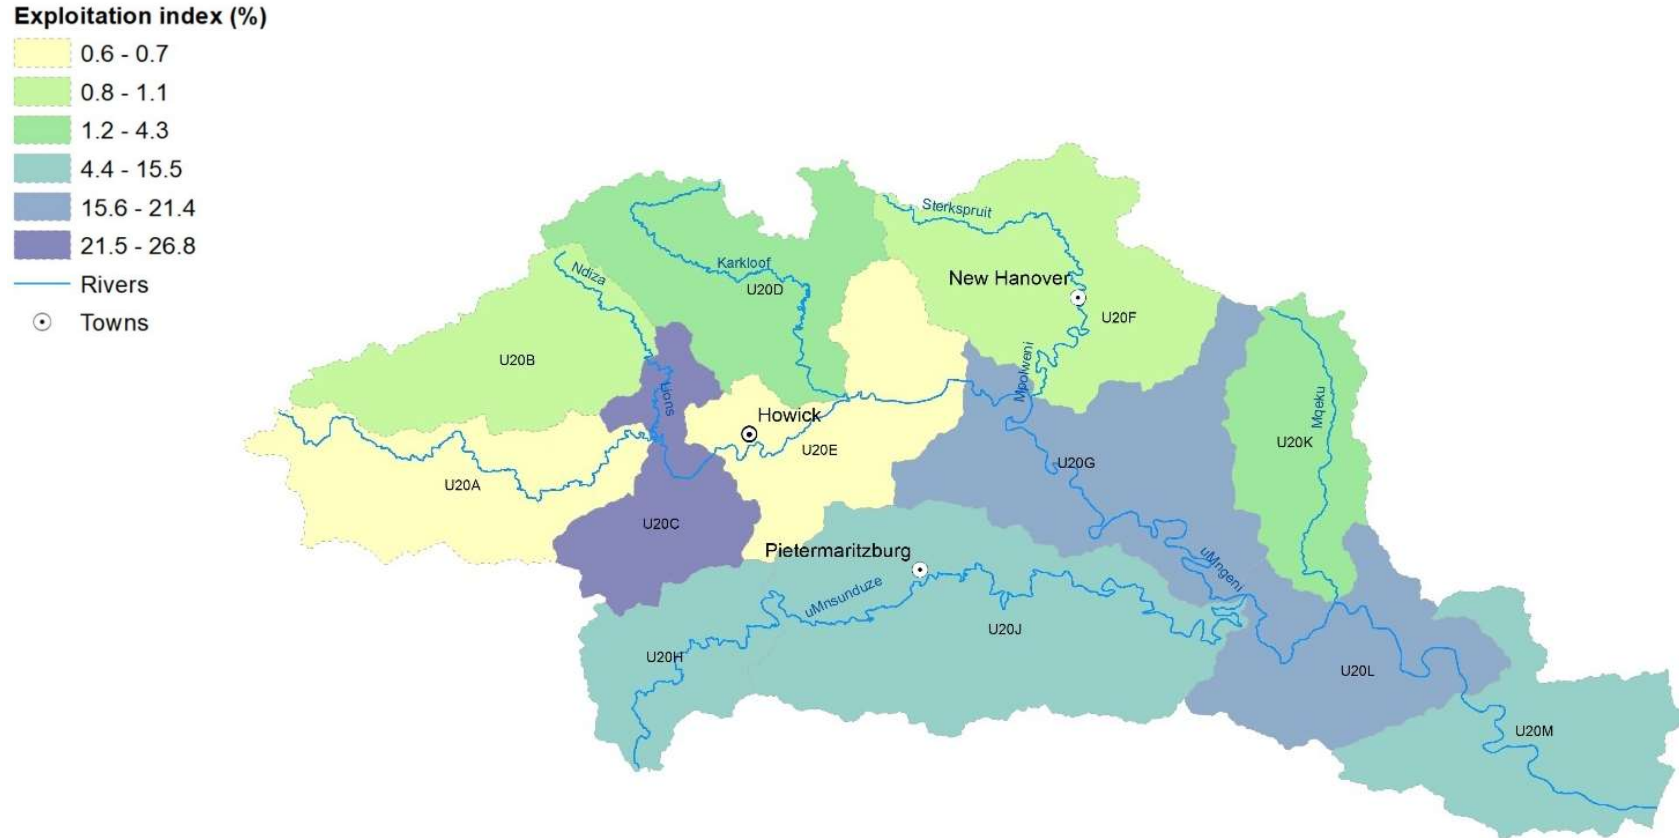 Exploitation index (%)
0.6 - 0.7
0.8 - 1.1
1.2 - 4.3
4.4 - 15.5
15.6 - 21.4
21.5 - 26.8
Rivers
Towns
Sterkspruit
Karkloof
Ndiza
New Hanover
U20D
U20F
U20B
Mpolweni
Lions
Howick
Mqeku
U20E
U20K
U20G
U20A
U20C
Pietermaritzburg
uMngeni
uMnsunduze
U20J
U20H
U20L
U20M